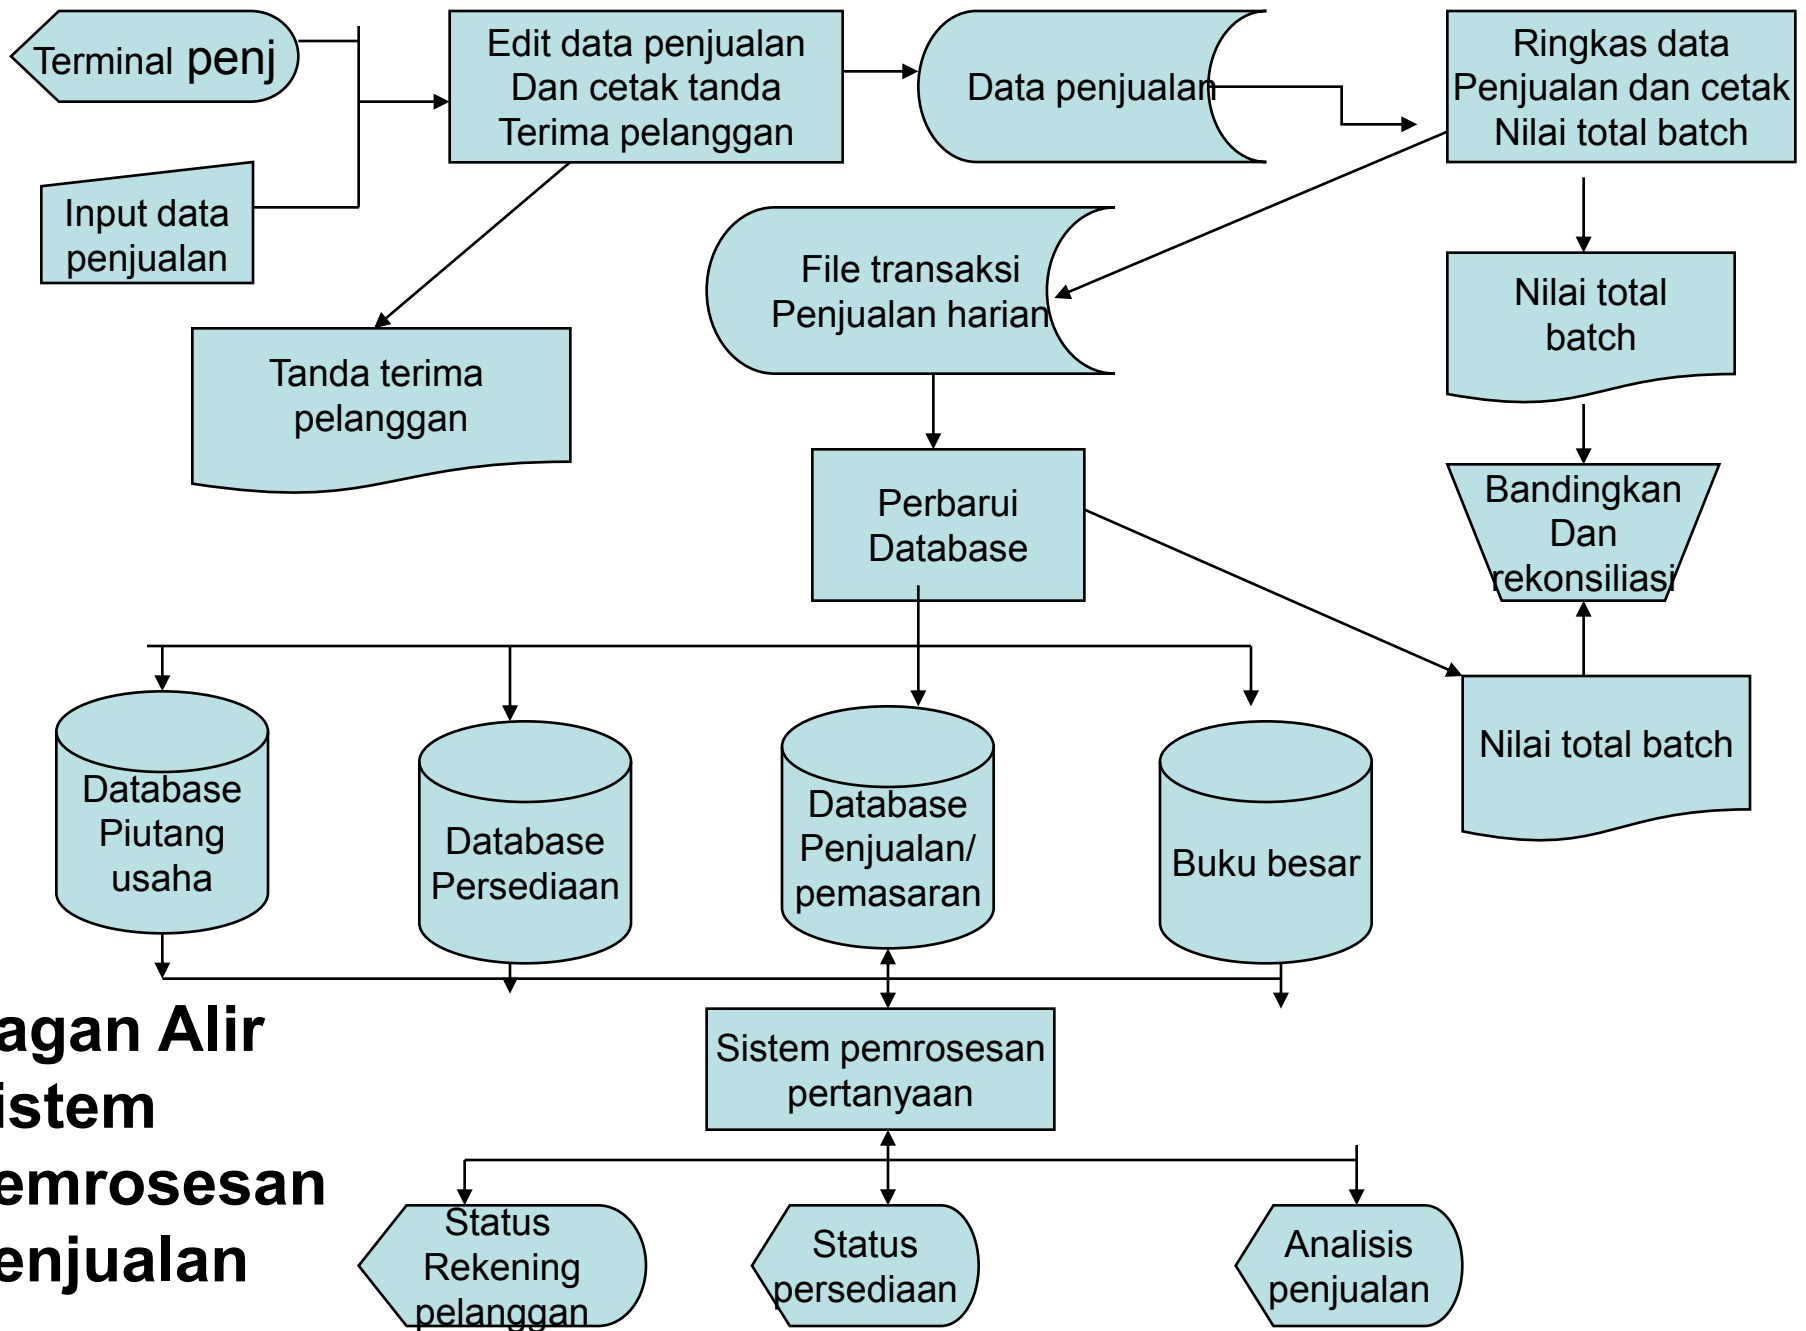 Terminal penj
Edit data penjualan
Dan cetak tanda
Terima pelanggan
Data penjualan
Ringkas data
Penjualan dan cetak
Nilai total batch
Input data
penjualan
File transaksi
Penjualan harian
Nilai total
batch
Tanda terima
pelanggan
Perbarui
Database
Bandingkan
Dan
rekonsiliasi
Nilai total batch
Database
Piutang
usaha
Database
Persediaan
Database
Penjualan/
pemasaran
Buku besar
agan Alir
istem
emrosesan
enjualan
Sistem pemrosesan
pertanyaan
Status
Rekening
pelanggan
Status
persediaan
Analisis
penjualan